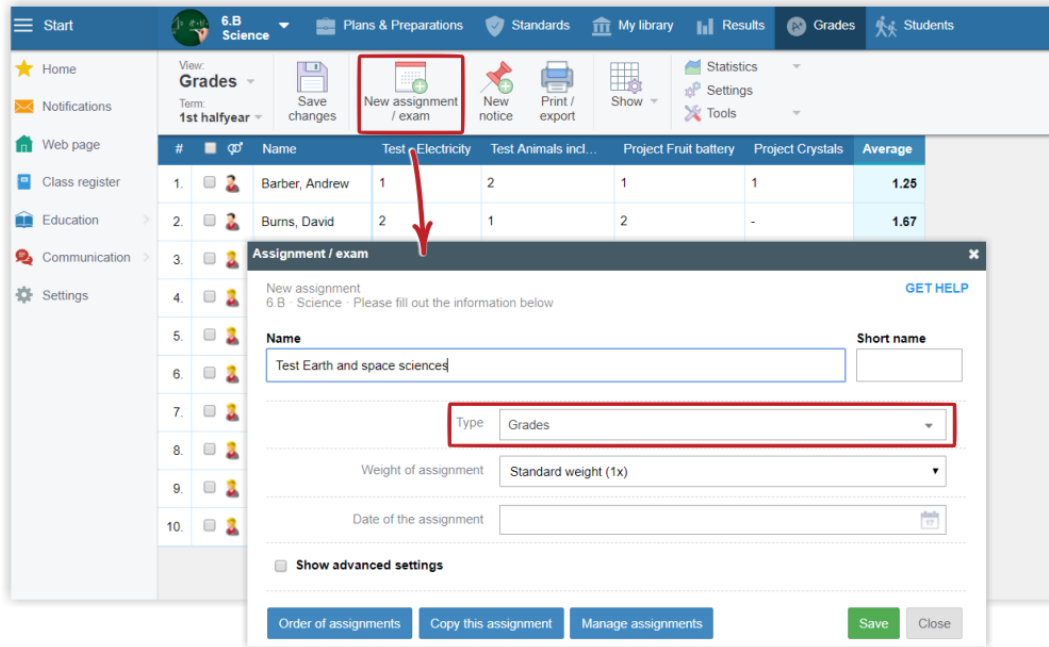 Start
6.B
Science
Plans & Preparations
Standards
My library
Results
Grades
Students
Home
Notifications
Web page
Class register
Education
Communication
Settings
View:
Grades
Term:
1st halfyear
Save
changes
New assignment
/ exam
New
notice
Print /
export
Show
Statistics
Settings
Tools
# Name Test - Electricity Test Animals incl... Project Fruit battery Project Crystals Average
1. Barber, Andrew 1 2 1 1 1.25
2. Burns, David 2 1 2 - 1.67
3.
4.
5.
6.
7.
8.
9.
10.
Assignment / exam
New assignment
GET HELP
6.B · Science · Please fill out the information below
Name Short name
Test Earth and space sciences
Type Grades
Weight of assignment Standard weight (1x)
Date of the assignment 17
Show advanced settings
Order of assignments Copy this assignment Manage assignments Save Close